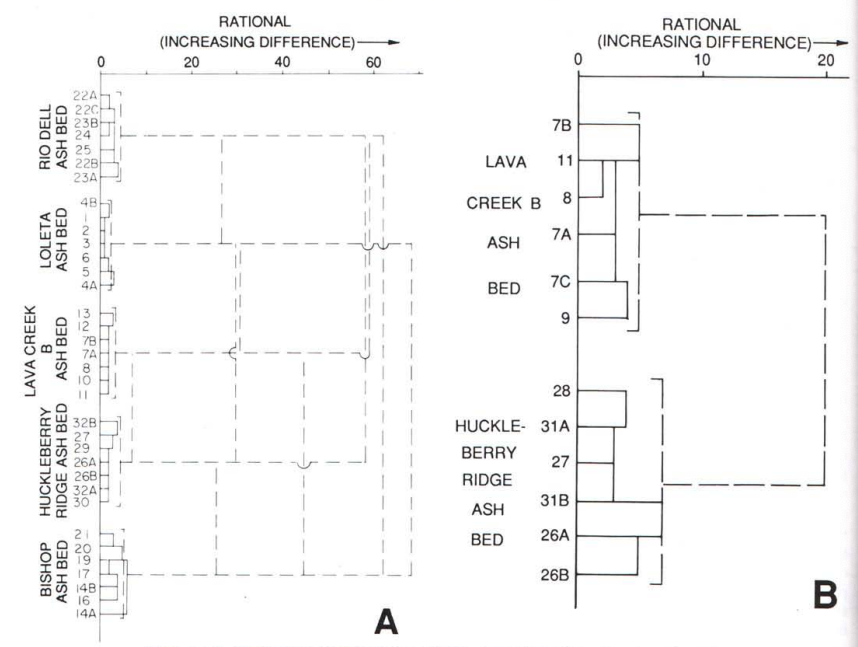 RATIONAL
(INCREASING DIFFERENCE)
0 20 40 60
RIO DELL
ASH BED
22A
22C
23B
24
25
22B
23A
LOLETA
ASH BED
4B
1
2
3
6
5
4A
LAVA CREEK
B
ASH BED
13
12
7B
7A
8
10
11
HUCKLEBERRY
RIDGE ASH BED
32B
27
29
26A
26B
32A
30
BISHOP
ASH BED
21
20
19
17
14B
16
14A
A
RATIONAL
(INCREASING DIFFERENCE)
0 10 20
LAVA
CREEK B
ASH
BED
7B
11
8
7A
7C
9
HUCKLE-
BERRY
RIDGE
ASH
BED
28
31A
27
31B
26A
26B
B